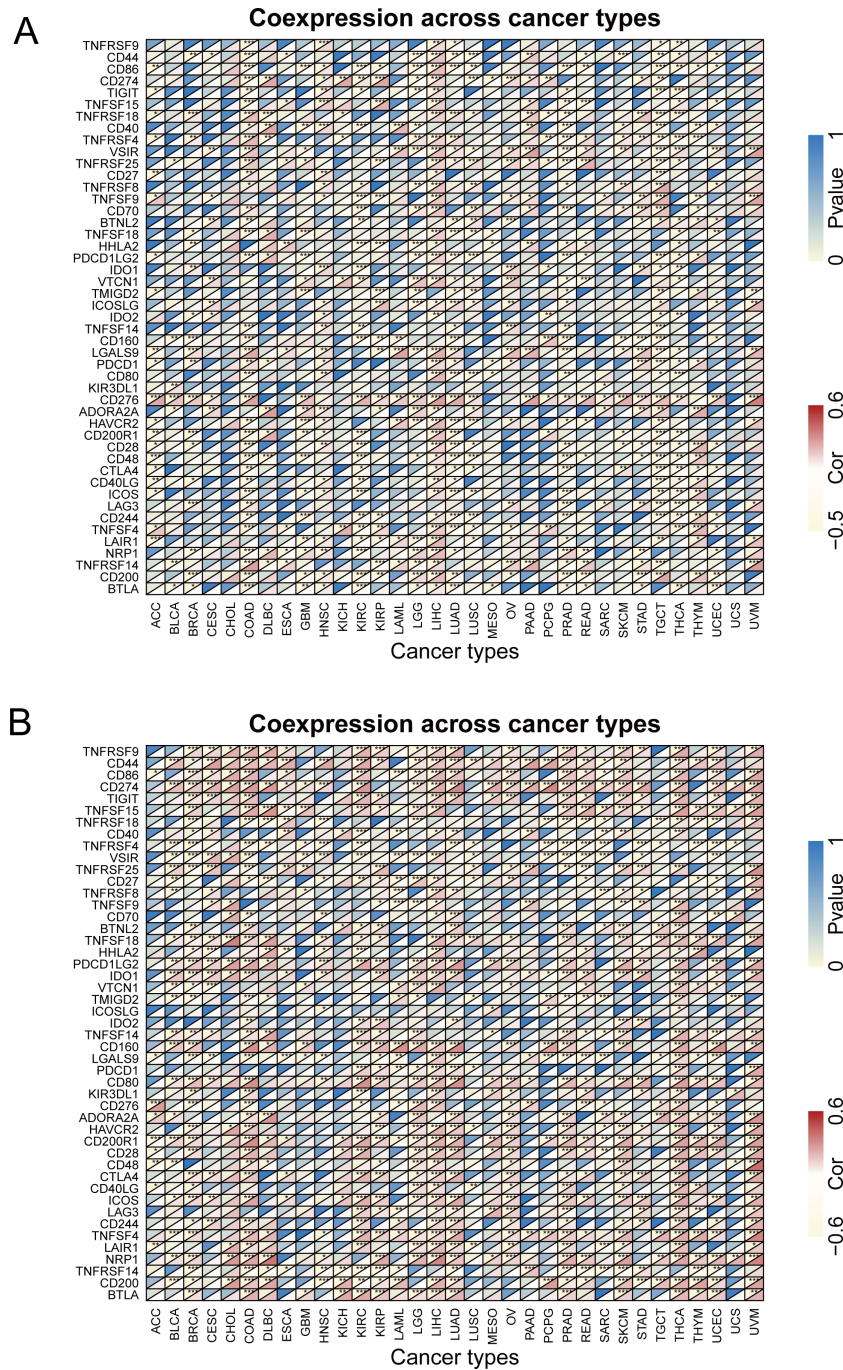 A
Coexpression across cancer types
TNFRSF9
CD44
CD86
CD274
TIGIT
TNFSF15
TNFRSF18
CD40
TNFRSF4
VSIR
TNFRSF25
CD27
TNFRSF8
TNFSF9
CD70
BTNL2
TNFSF18
HHLA2
PDCD1LG2
IDO1
VTCN1
TMIGD2
ICOSLG
IDO2
TNFSF14
CD160
LGALS9
PDCD1
CD80
KIR3DL1
CD276
ADORA2A
HAVCR2
CD200R1
CD28
CD48
CTLA4
CD40LG
ICOS
LAG3
CD244
TNFSF4
LAIR1
NRP1
TNFRSF14
CD200
BTLA
ACC BLCA BRCA CESC CHOL COAD DLBC ESCA GBM HNSC KICH KIRC KIRP LAML LGG LIHC LUAD LUSC MESO OV PAAD PCPG PRAD READ SARC SKCM STAD TGCT THCA THYM UCEC UCS UVM
Cancer types
0 Pvalue 1
−0.5 Cor 0.6
B
Coexpression across cancer types
TNFRSF9
CD44
CD86
CD274
TIGIT
TNFSF15
TNFRSF18
CD40
TNFRSF4
VSIR
TNFRSF25
CD27
TNFRSF8
TNFSF9
CD70
BTNL2
TNFSF18
HHLA2
PDCD1LG2
IDO1
VTCN1
TMIGD2
ICOSLG
IDO2
TNFSF14
CD160
LGALS9
PDCD1
CD80
KIR3DL1
CD276
ADORA2A
HAVCR2
CD200R1
CD28
CD48
CTLA4
CD40LG
ICOS
LAG3
CD244
TNFSF4
LAIR1
NRP1
TNFRSF14
CD200
BTLA
ACC BLCA BRCA CESC CHOL COAD DLBC ESCA GBM HNSC KICH KIRC KIRP LAML LGG LIHC LUAD LUSC MESO OV PAAD PCPG PRAD READ SARC SKCM STAD TGCT THCA THYM UCEC UCS UVM
Cancer types
0 Pvalue 1
−0.6 Cor 0.6